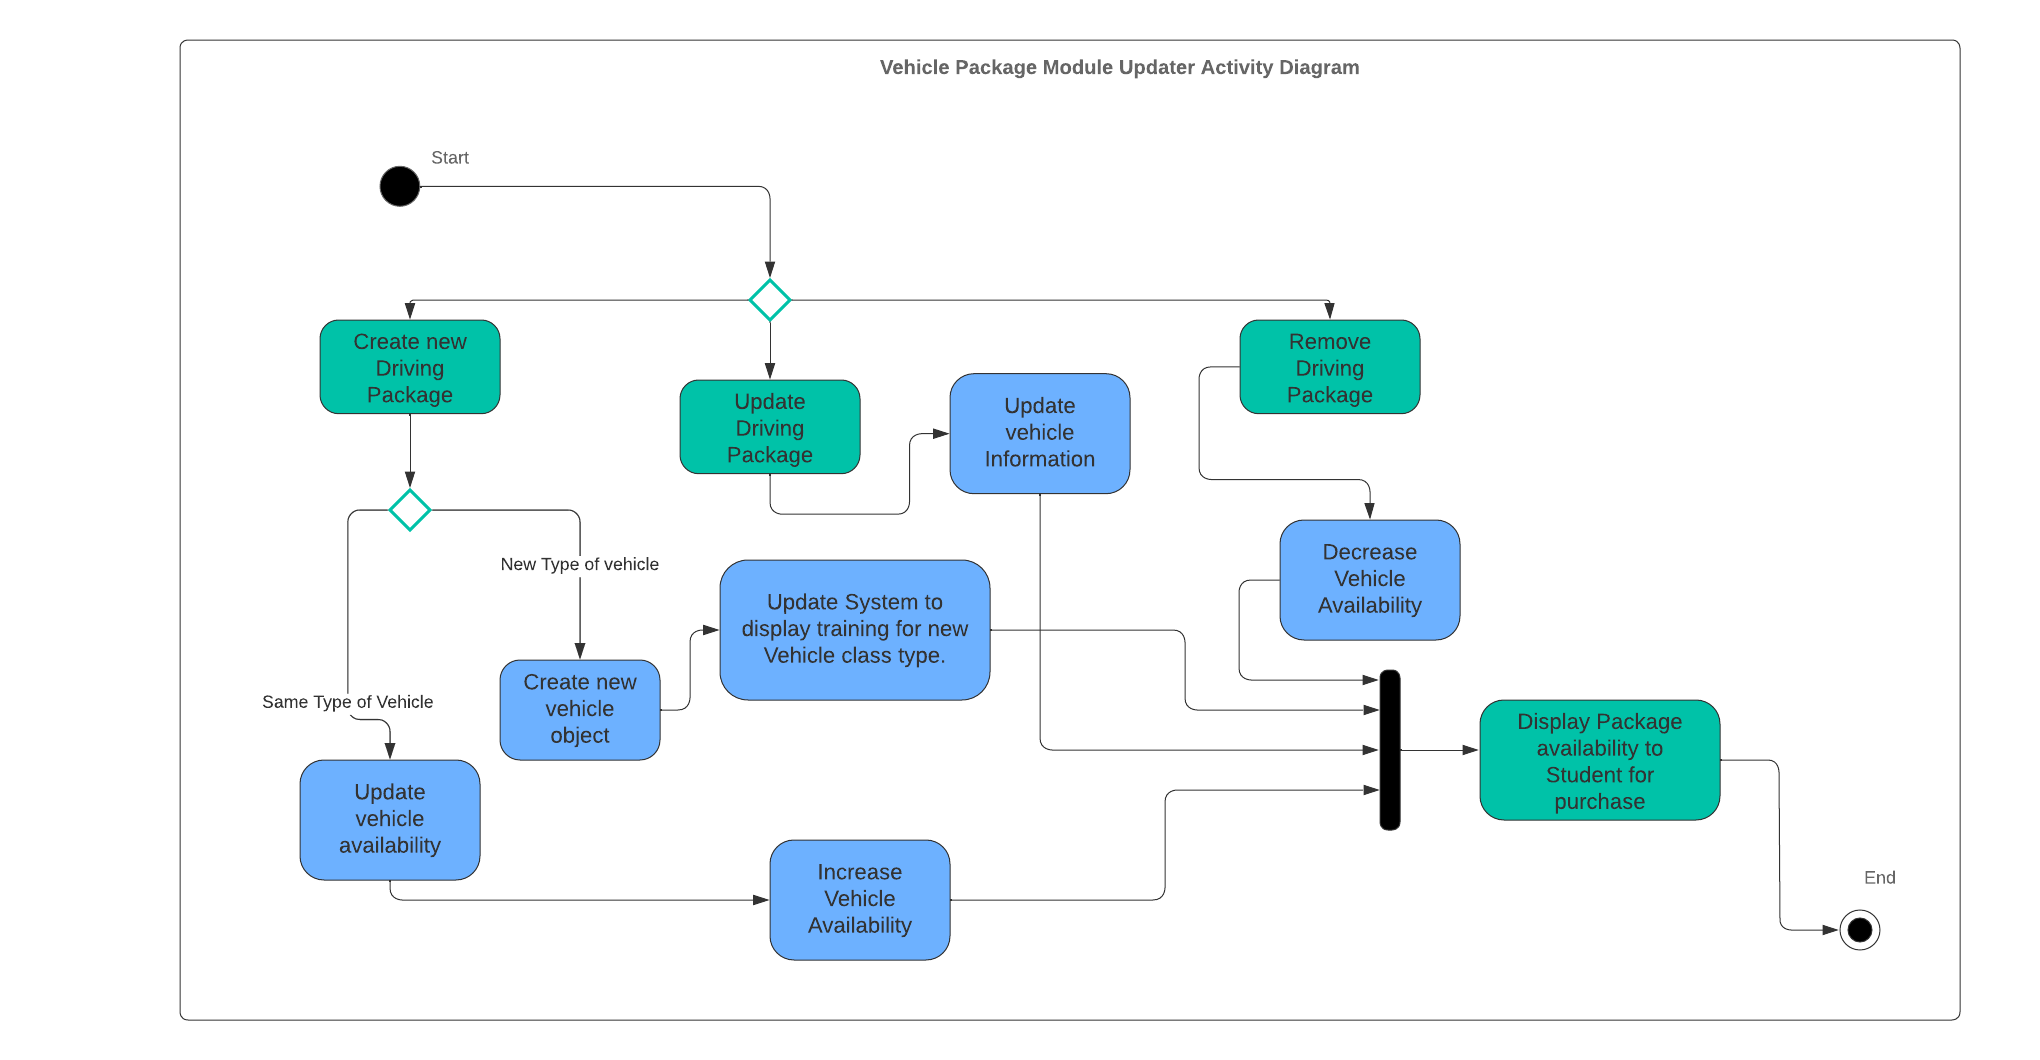 Vehicle Package Module Updater Activity Diagram
Start
Create new
Driving
Package
Update
Driving
Package
Update
vehicle
Information
Remove
Driving
Package
New Type of vehicle
Same Type of Vehicle
Create new
vehicle
object
Update System to
display training for new
Vehicle class type.
Decrease
Vehicle
Availability
Update
vehicle
availability
Increase
Vehicle
Availability
Display Package
availability to
Student for
purchase
End